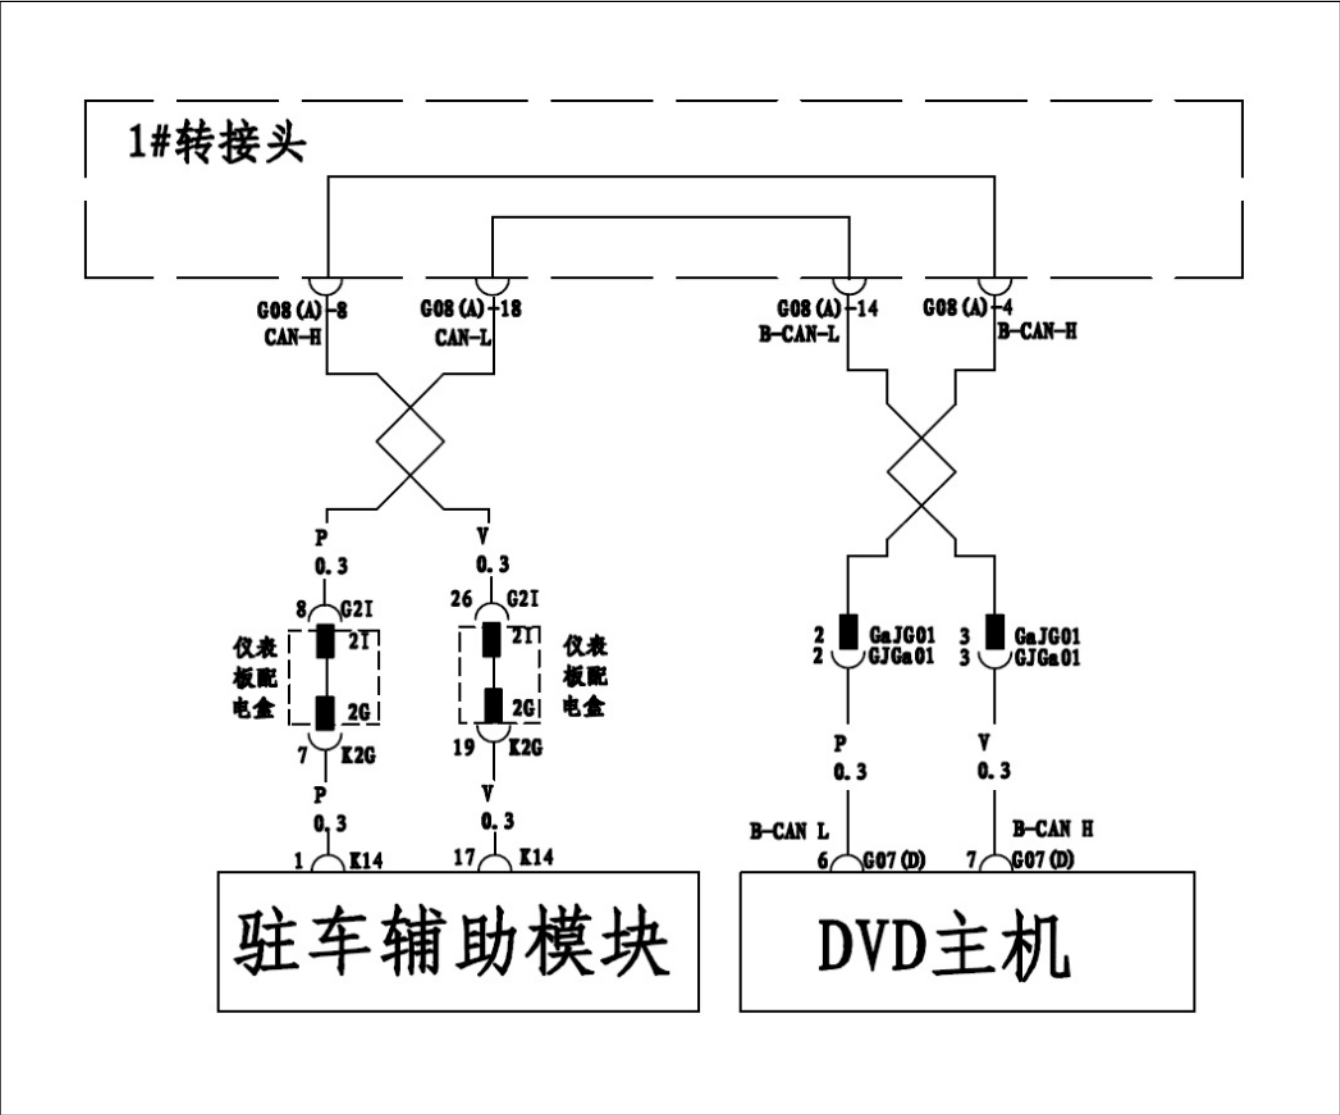 1#转接头
G08(A)-8
CAN-H
G08(A)-18
CAN-L
G08(A)-14
B-CAN-L
G08(A)-4
B-CAN-H
P
0.3
V
0.3
8 G2I
2I
仪表
板配
电盒
2G
7 K2G
26 G2I
2I
仪表
板配
电盒
2G
19 K2G
P
0.3
V
0.3
1 K14
17 K14
2 GaJG01
2 GJGa01
3 GaJG01
3 GJGa01
P
0.3
V
0.3
B-CAN L
B-CAN H
6 G07(D)
7 G07(D)
驻车辅助模块
DVD主机